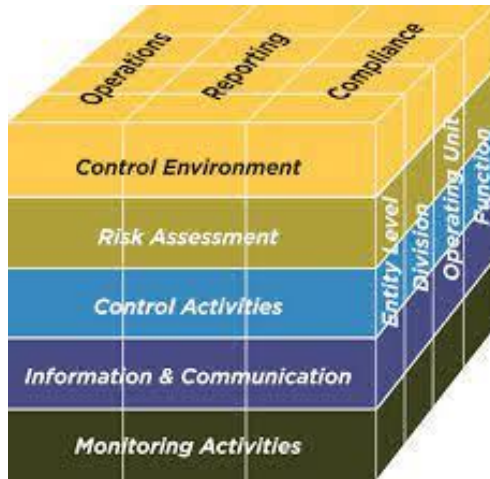 Operations
Reporting
Compliance
Control Environment
Risk Assessment
Control Activities
Information & Communication
Monitoring Activities
Entity Level
Division
Operating Unit
Function